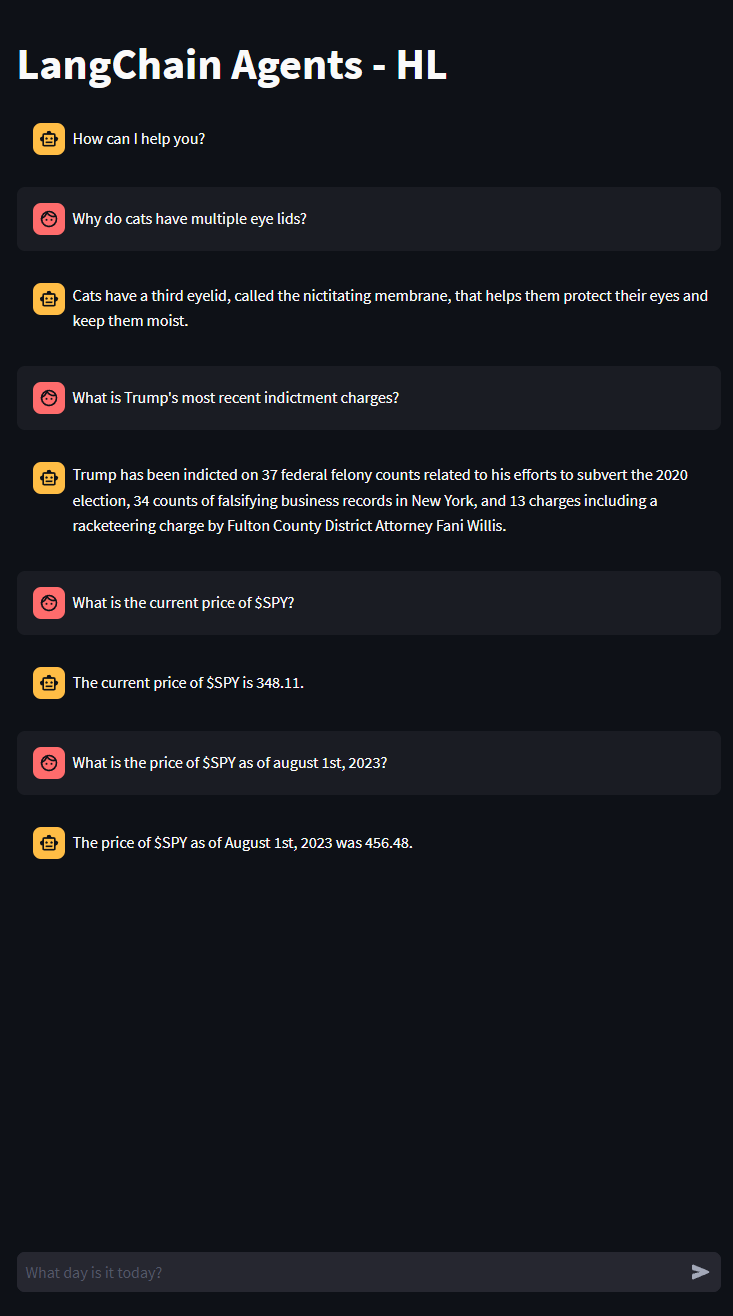 LangChain Agents - HL
How can I help you?
Why do cats have multiple eye lids?
Cats have a third eyelid, called the nictitating membrane, that helps them protect their eyes and
keep them moist.
What is Trump's most recent indictment charges?
Trump has been indicted on 37 federal felony counts related to his efforts to subvert the 2020
election, 34 counts of falsifying business records in New York, and 13 charges including a
racketeering charge by Fulton County District Attorney Fani Willis.
What is the current price of $SPY?
The current price of $SPY is 348.11.
What is the price of $SPY as of august 1st, 2023?
The price of $SPY as of August 1st, 2023 was 456.48.
What day is it today?